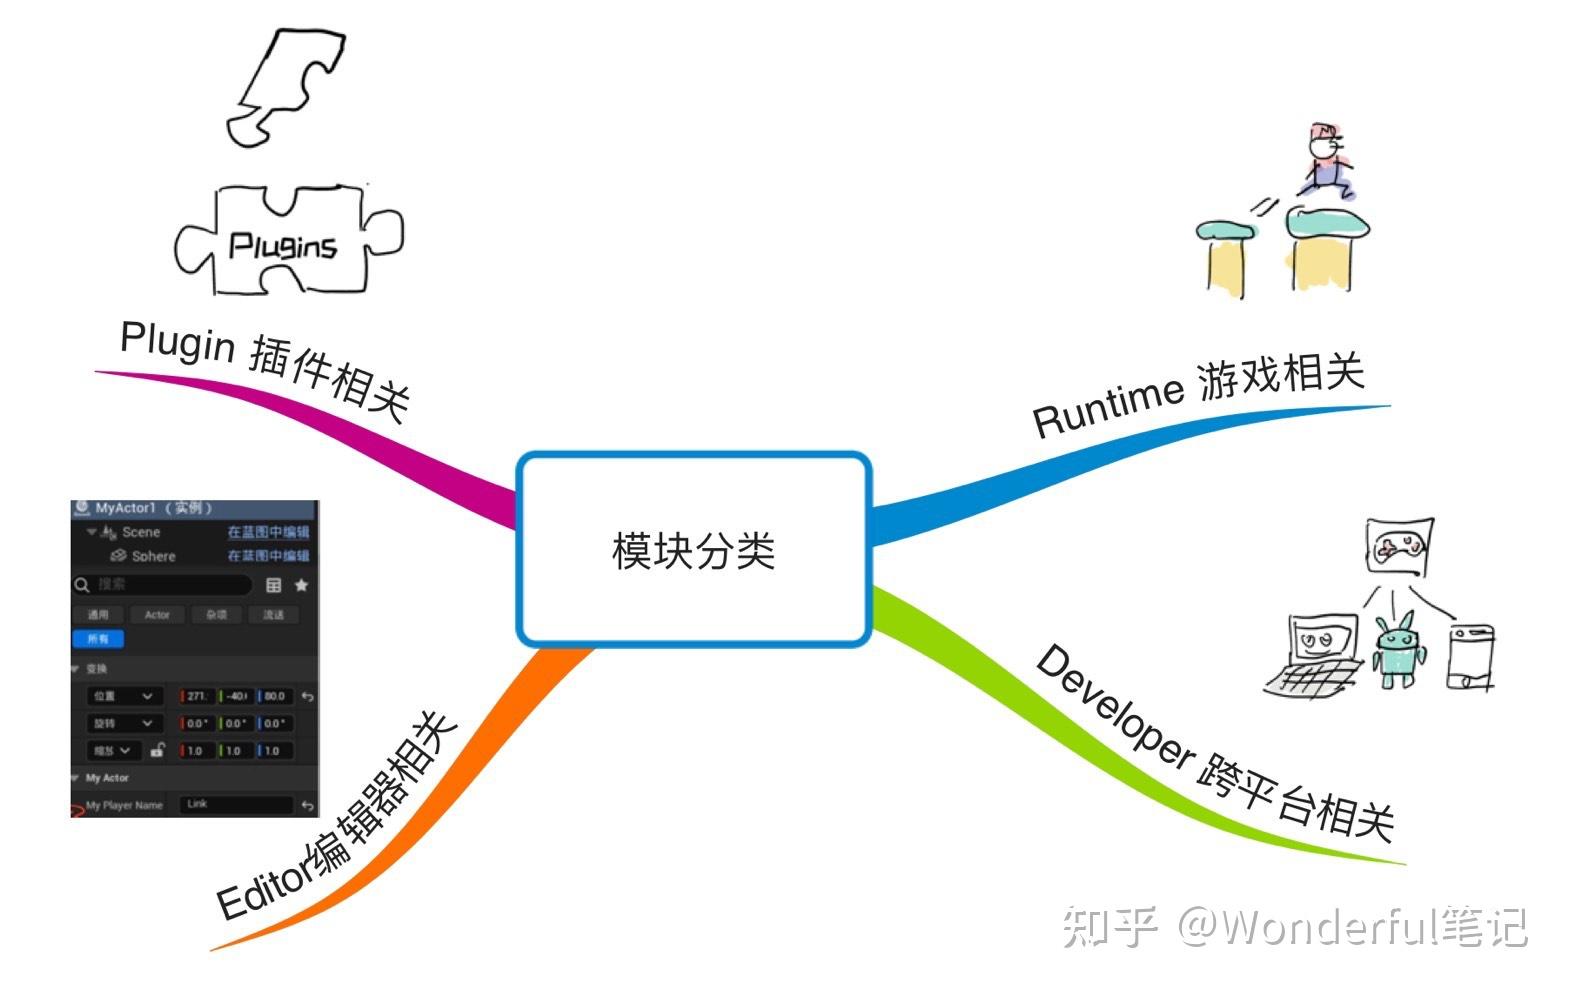 Plugins
Plugin 插件相关
Runtime 游戏相关
模块分类
MyActor1 （实例）
Scene 在蓝图中编辑
Sphere 在蓝图中编辑
搜索
通用 Actor 杂项 流送
所有
变换
位置 271. -40.( 80.0
旋转 0.0° 0.0° 0.0°
缩放 1.0 1.0 1.0
My Actor
My Player Name Link
Editor编辑器相关
Developer 跨平台相关
知乎 @Wonderful笔记